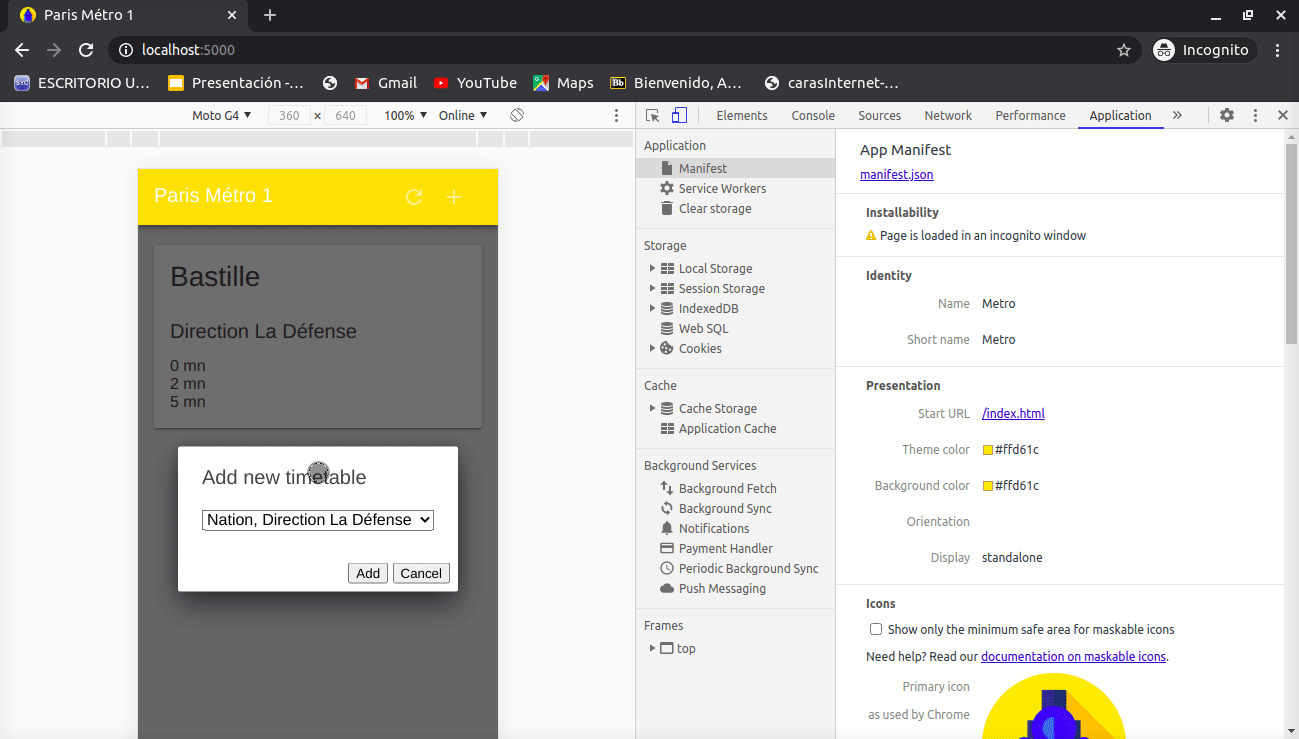 Paris Métro 1
localhost:5000
Incognito
ESCRITORIO U...
Presentación -...
Gmail
YouTube
Maps
Bb
Bienvenido, A...
carasInternet-...
Moto G4 ▼ 360 × 640 100% ▼ Online ▼
Elements Console Sources Network Performance Application »
Paris Métro 1
Bastille
Direction La Défense
0 mn
2 mn
5 mn
Add new timetable
Nation, Direction La Défense
Add Cancel
Application
Manifest
Service Workers
Clear storage
Storage
Local Storage
Session Storage
IndexedDB
Web SQL
Cookies
Cache
Cache Storage
Application Cache
Background Services
Background Fetch
Background Sync
Notifications
Payment Handler
Periodic Background Sync
Push Messaging
Frames
top
App Manifest
manifest.json
Installability
Page is loaded in an incognito window
Identity
Name Metro
Short name Metro
Presentation
Start URL /index.html
Theme color #ffd61c
Background color #ffd61c
Orientation
Display standalone
Icons
Show only the minimum safe area for maskable icons
Need help? Read our documentation on maskable icons.
Primary icon
as used by Chrome